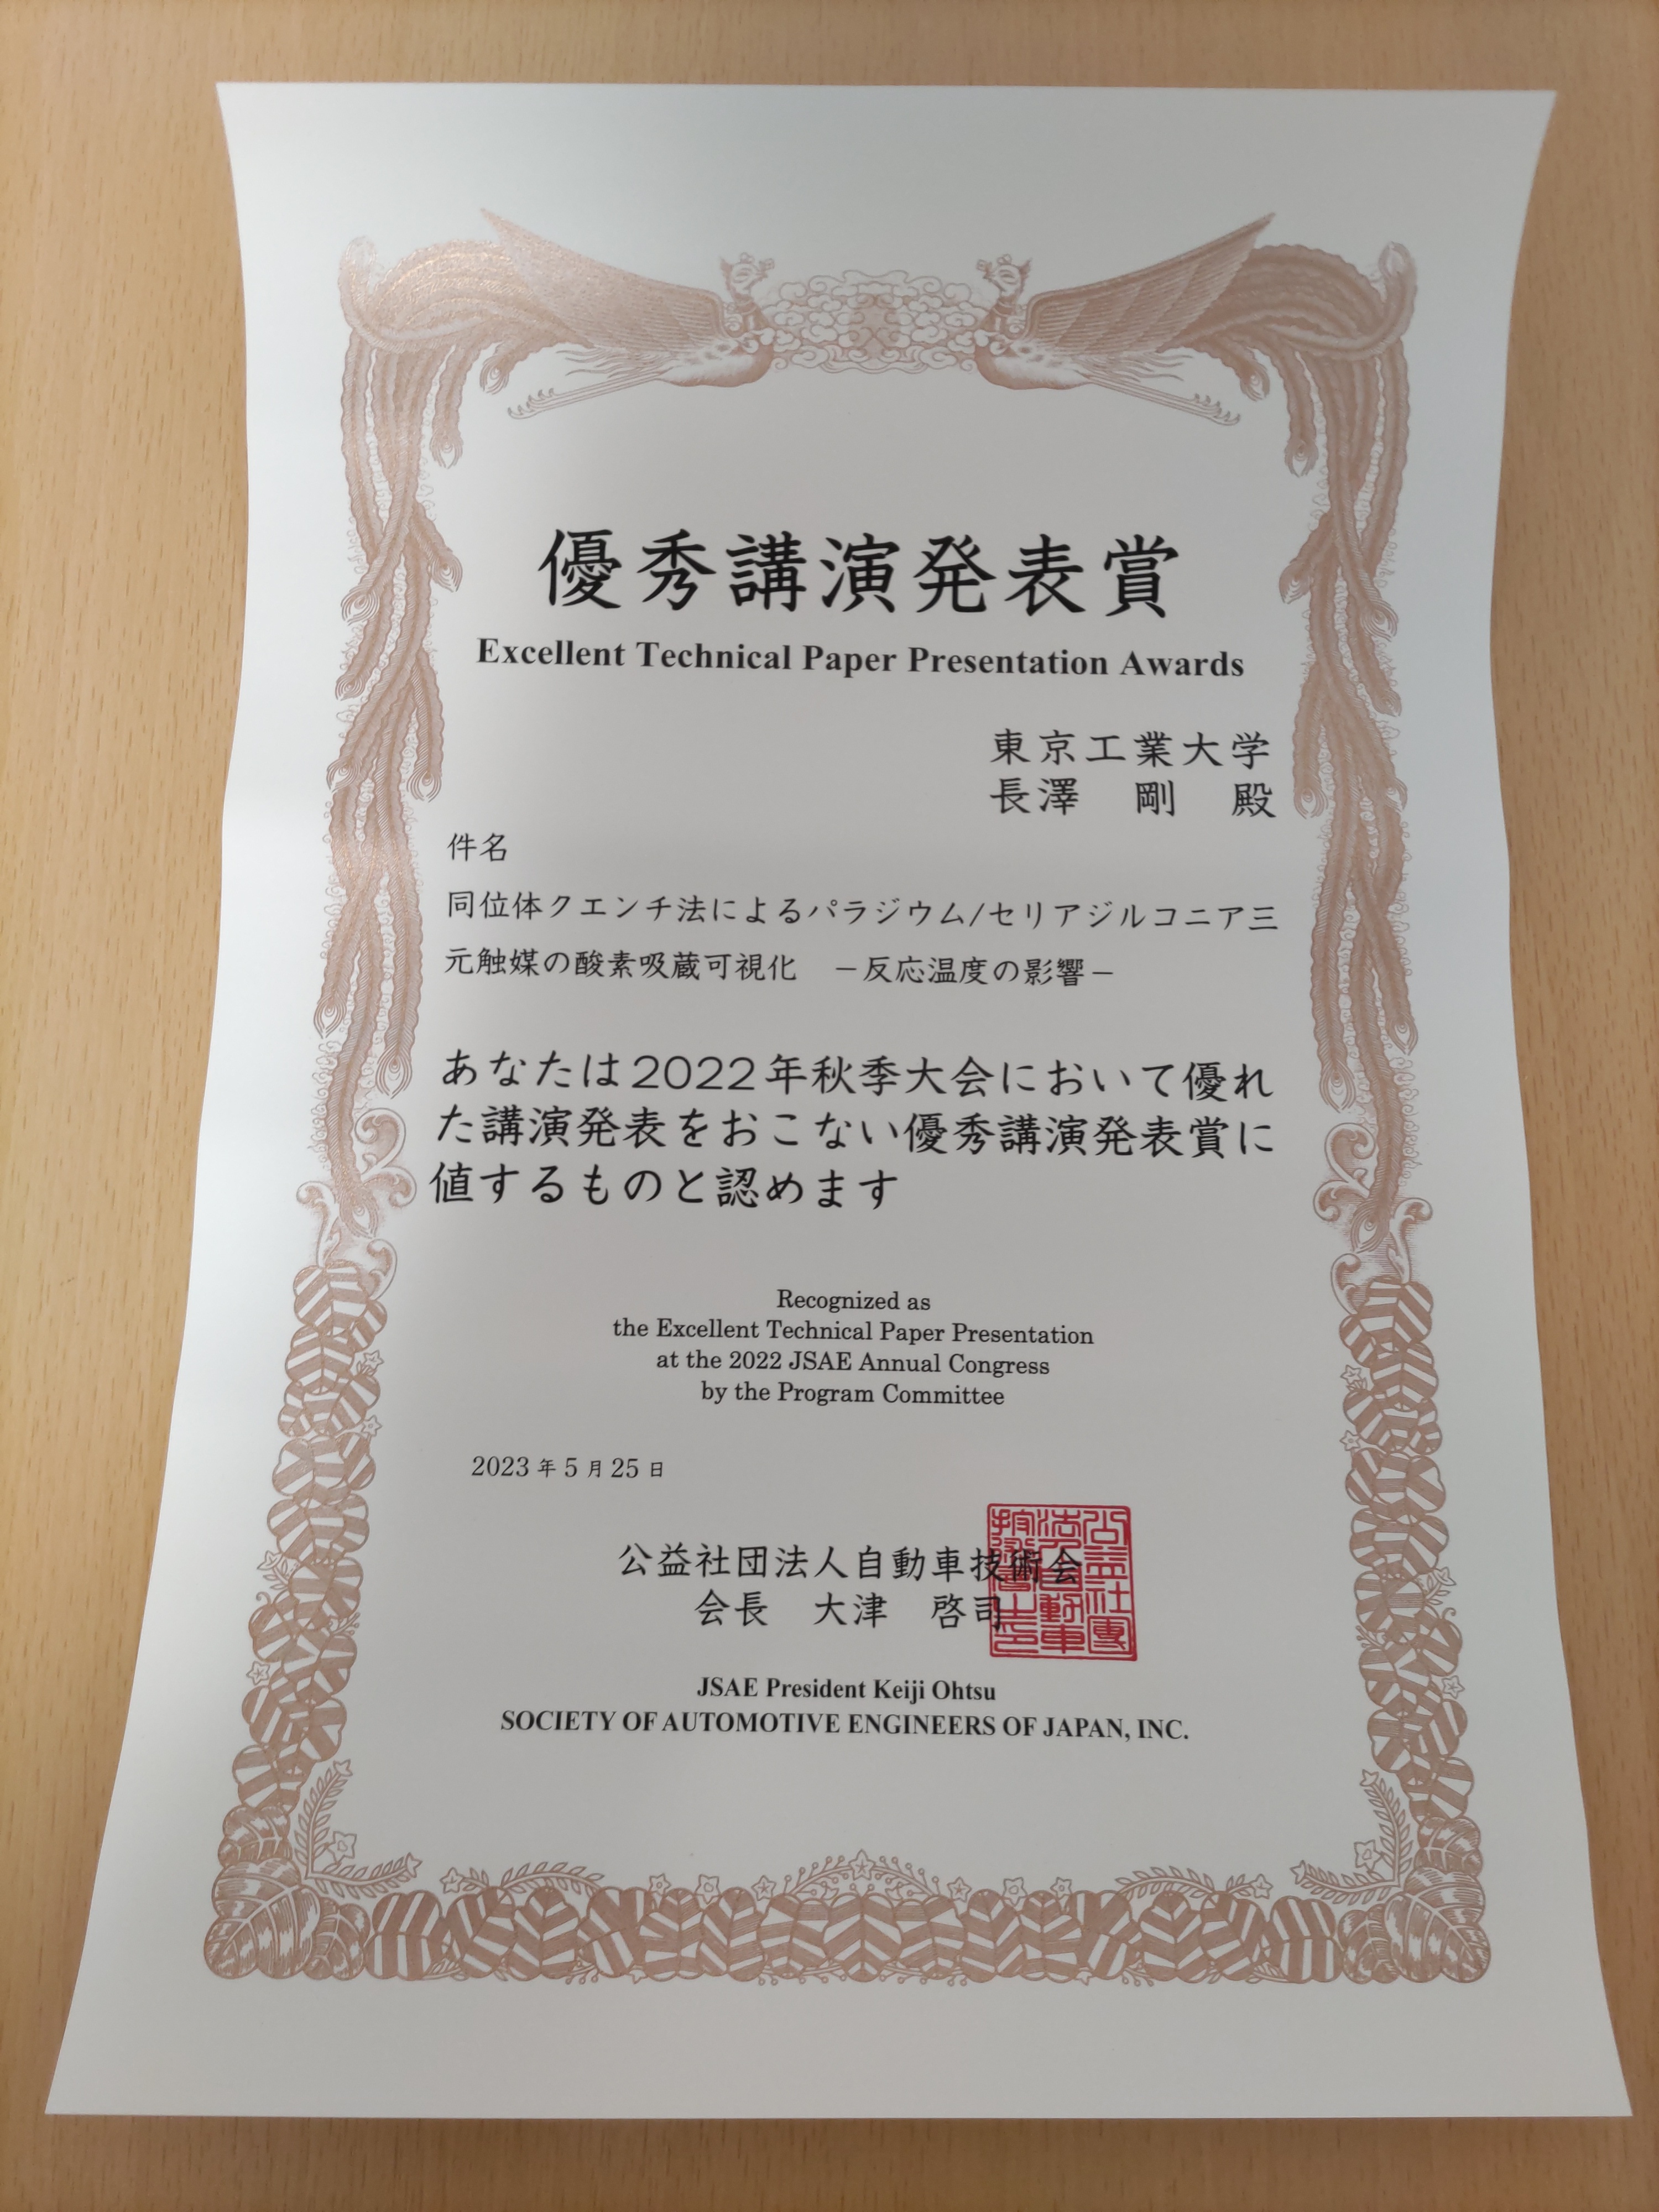 優秀講演発表賞
Excellent Technical Paper Presentation Awards
東京工業大学
長澤 剛 殿
件名
同位体クエンチ法によるパラジウム/セリアジルコニア三
元触媒の酸素吸蔵可視化 －反応温度の影響－
あなたは2022年秋季大会において優れ
た講演発表をおこない優秀講演発表賞に
値するものと認めます
Recognized as
the Excellent Technical Paper Presentation
at the 2022 JSAE Annual Congress
by the Program Committee
2023年5月25日
公益社団法人自動車技術会
会長 大津 啓司
JSAE President Keiji Ohtsu
SOCIETY OF AUTOMOTIVE ENGINEERS OF JAPAN, INC.